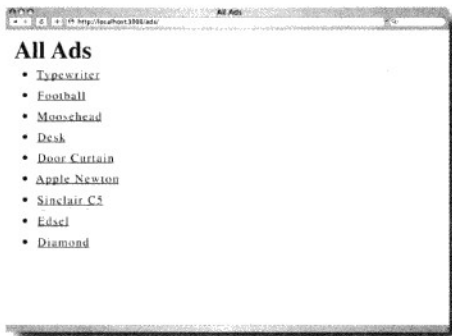 All Ads
http://localhost:3000/ads/
All Ads
Typewriter
Football
Moosehead
Desk
Door Curtain
Apple Newton
Sinclair C5
Edsel
Diamond